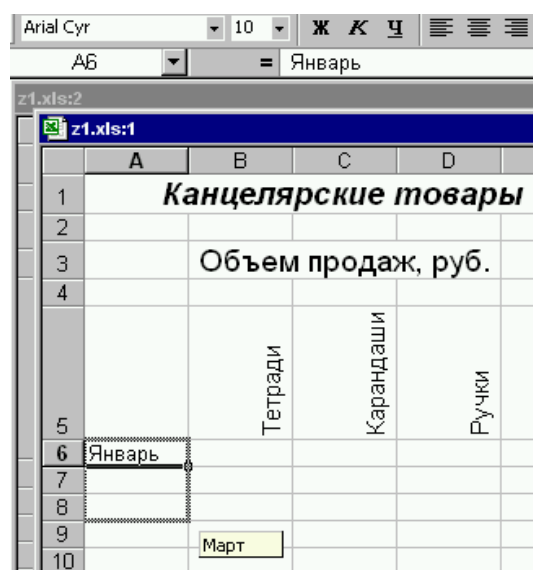 Arial Cyr 10 Ж К Ч
A6 = Январь
z1.xls:2
z1.xls:1
A B C D
1 Канцелярские товары
2
3 Объем продаж, руб.
4
5 Тетради Карандаши Ручки
6 Январь
7
8
9
Март
10